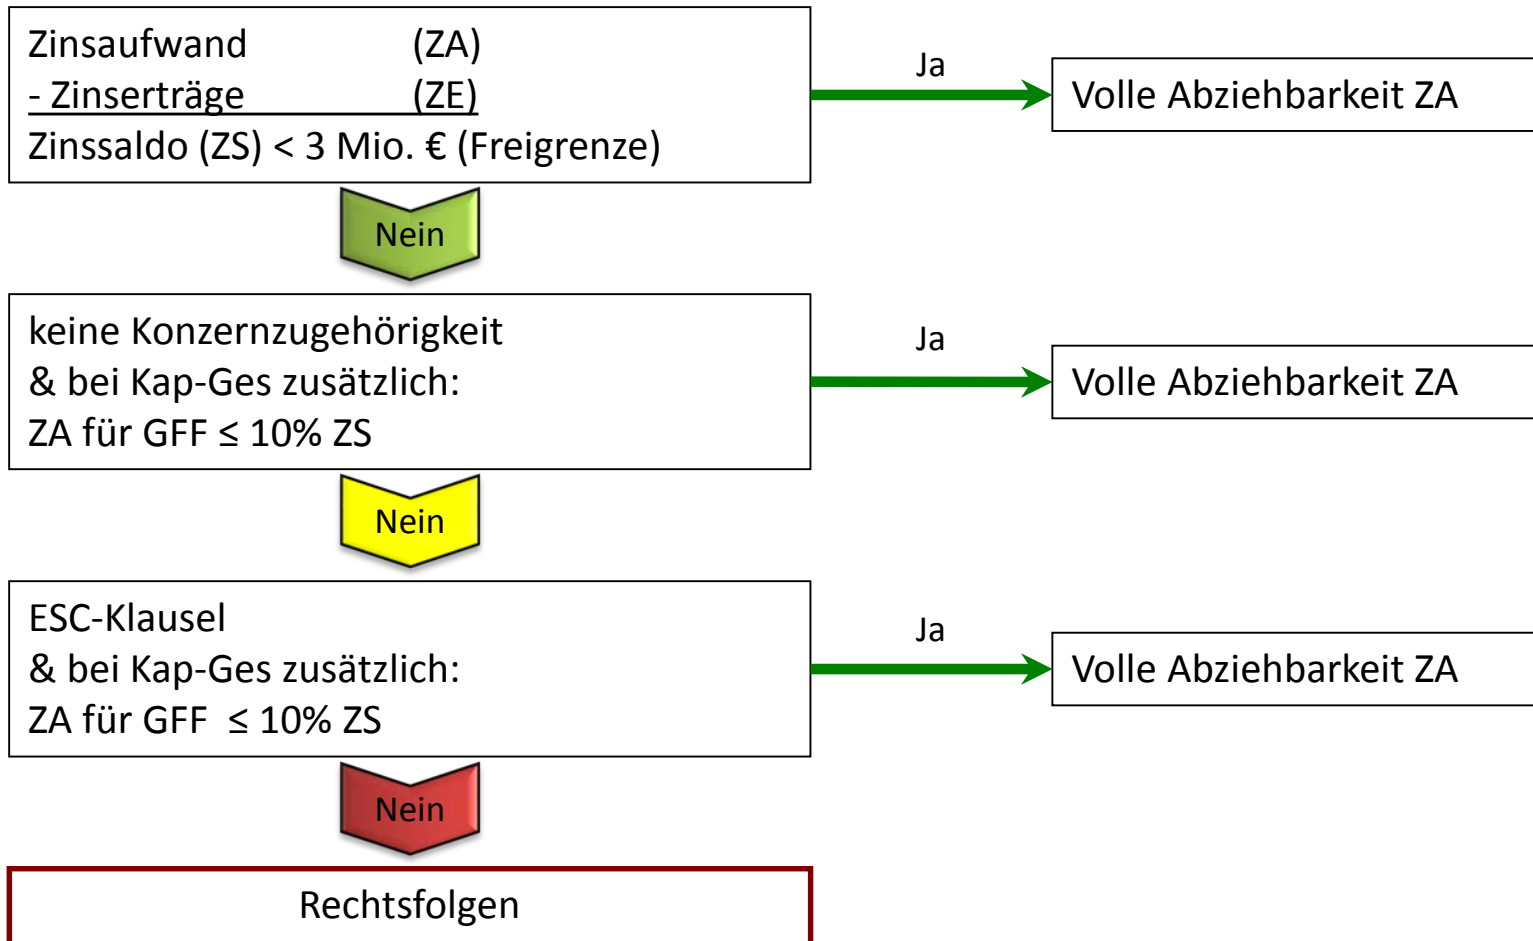 Zinsaufwand (ZA)
- Zinserträge (ZE)
Zinssaldo (ZS) < 3 Mio. € (Freigrenze)
Ja
Volle Abziehbarkeit ZA
Nein
keine Konzernzugehörigkeit
& bei Kap-Ges zusätzlich:
ZA für GFF ≤ 10% ZS
Ja
Volle Abziehbarkeit ZA
Nein
ESC-Klausel
& bei Kap-Ges zusätzlich:
ZA für GFF ≤ 10% ZS
Ja
Volle Abziehbarkeit ZA
Nein
Rechtsfolgen